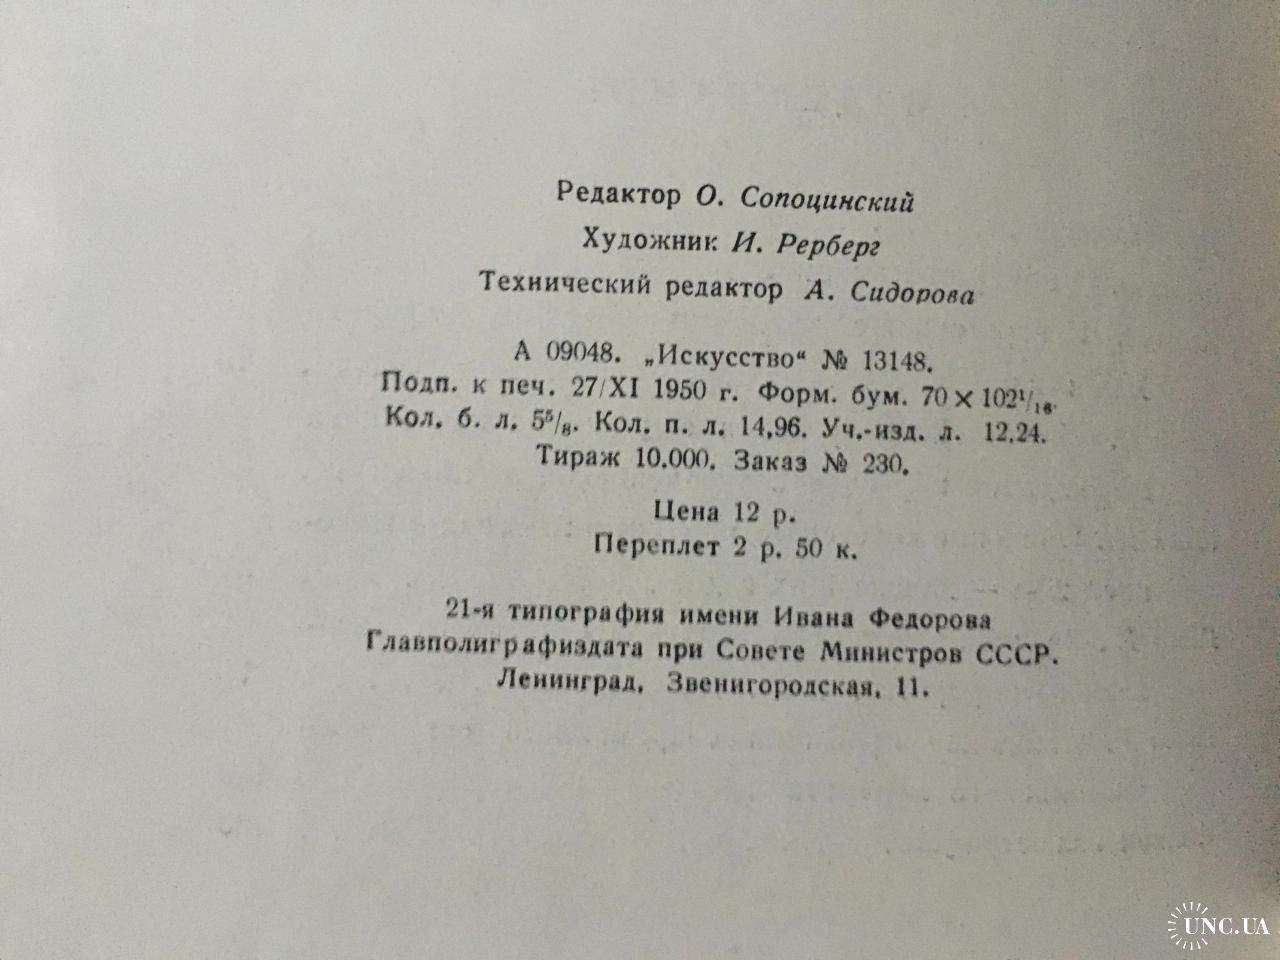 Редактор О. Сопоцинский
Художник И. Рерберг
Технический редактор А. Сидорова
А 09048. „Искусство“ № 13148.
Подп. к печ. 27/XI 1950 г. Форм. бум. 70 × 102¹/₁₆.
Кол. б. л. 5⁵/₈. Кол. п. л. 14,96. Уч.-изд. л. 12,24.
Тираж 10.000. Заказ № 230.
Цена 12 р.
Переплет 2 р. 50 к.
21-я типография имени Ивана Федорова
Главполиграфиздата при Совете Министров СССР.
Ленинград, Звенигородская, 11.
UNC.UA